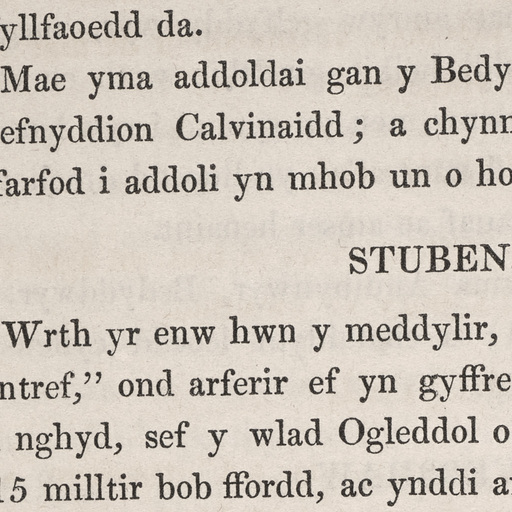 yllfaoedd da.
Mae yma addoldai gan y Bedy
efnyddion Calvinaidd; a chynn
farfod i addoli yn mhob un o ho
STUBEN
Wrth yr enw hwn y meddylir,
ntref,” ond arferir ef yn gyffre
nghyd, sef y wlad Ogleddol o
15 milltir bob ffordd, ac ynddi a